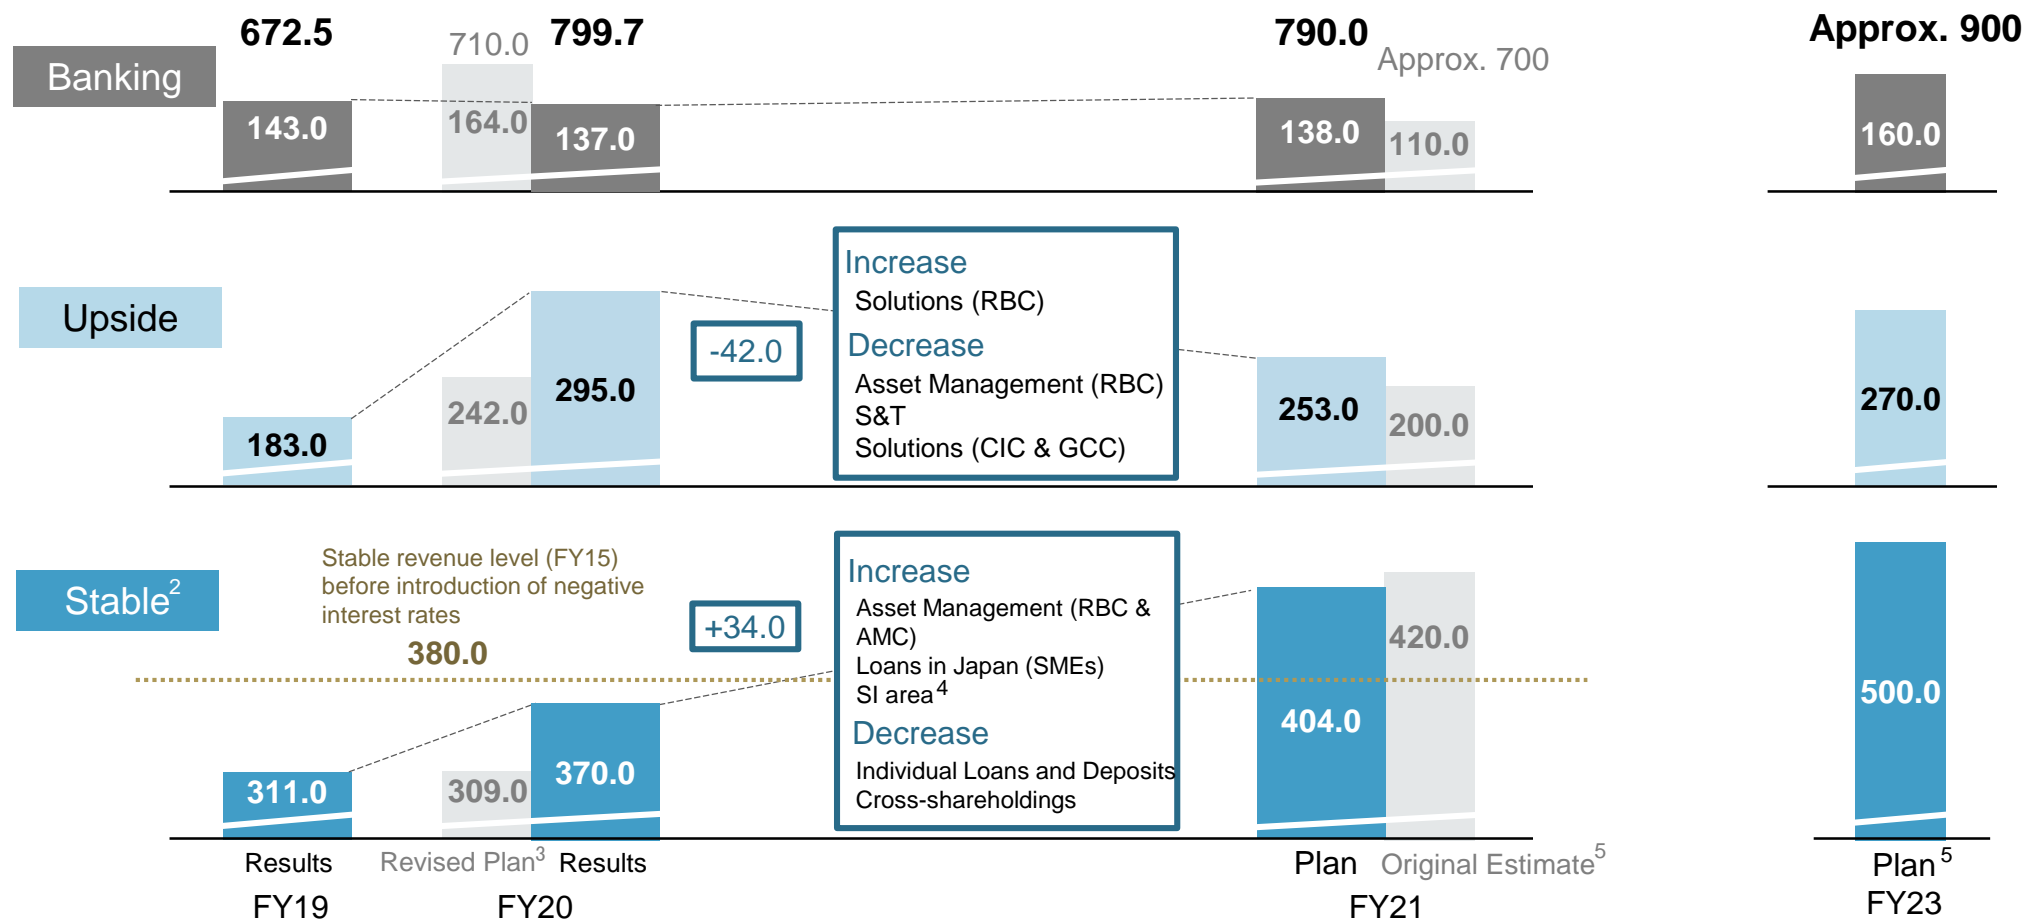 672.5
710.0
799.7
790.0
Approx. 700
Approx. 900
Banking
143.0
164.0
137.0
138.0
110.0
160.0
Upside
183.0
242.0
295.0
-42.0
Increase
Solutions (RBC)
Decrease
Asset Management (RBC)
S&T
Solutions (CIC & GCC)
253.0
200.0
270.0
Stable2
Stable revenue level (FY15)
before introduction of negative
interest rates
380.0
311.0
309.0
370.0
+34.0
Increase
Asset Management (RBC &
AMC)
Loans in Japan (SMEs)
SI area4
Decrease
Individual Loans and Deposits
Cross-shareholdings
404.0
420.0
500.0
Results
Revised Plan3
Results
Plan
Original Estimate5
Plan5
FY19
FY20
FY21
FY23